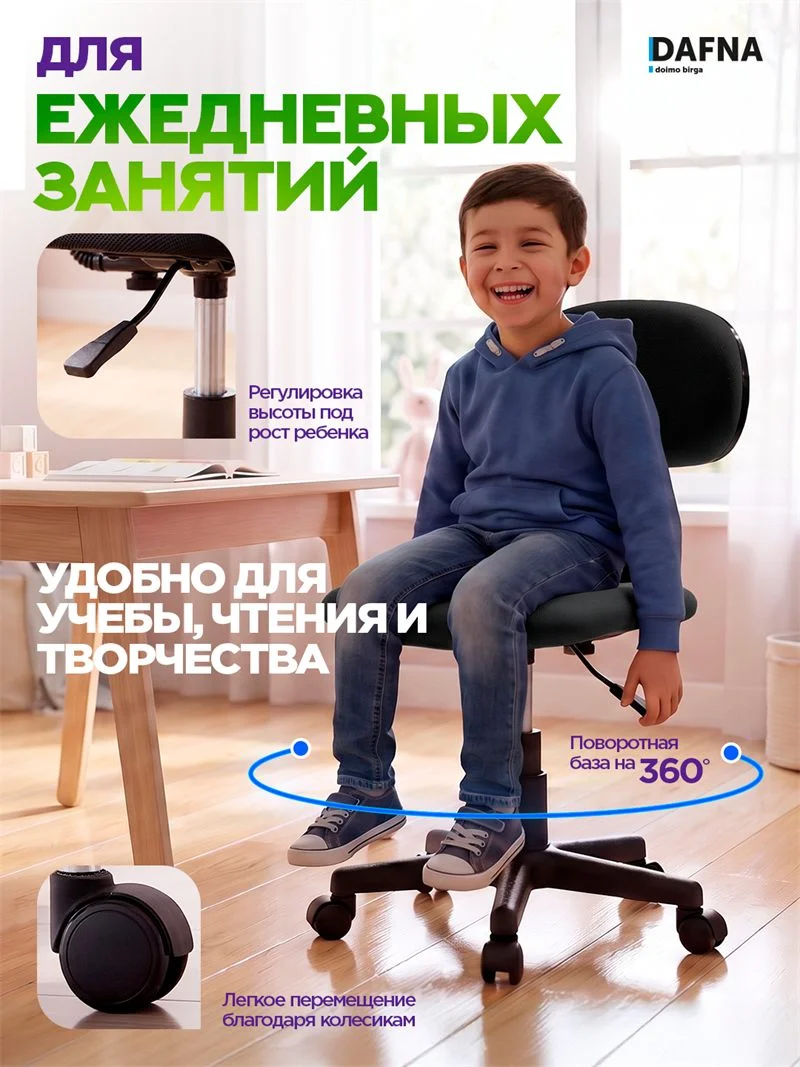 ДЛЯ
ЕЖЕДНЕВНЫХ
ЗАНЯТИЙ
DAFNA
doimo birga
Регулировка
высоты под
рост ребенка
УДОБНО ДЛЯ
УЧЕБЫ, ЧТЕНИЯ И
ТВОРЧЕСТВА
Поворотная
база на 360°
Легкое перемещение
благодаря колесикам